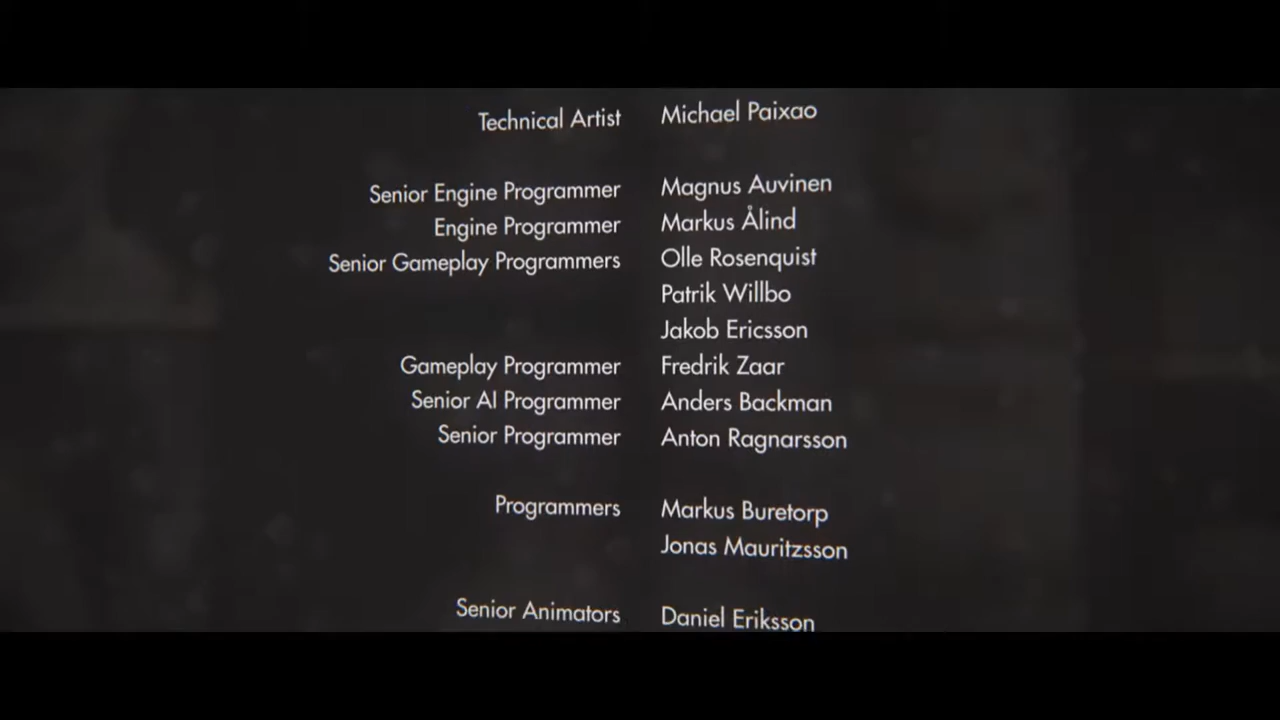 Technical Artist Michael Paixao
Senior Engine Programmer Magnus Auvinen
Engine Programmer Markus Ålind
Senior Gameplay Programmers Olle Rosenquist
Patrik Willbo
Jakob Ericsson
Gameplay Programmer Fredrik Zaar
Senior AI Programmer Anders Backman
Senior Programmer Anton Ragnarsson
Programmers Markus Buretorp
Jonas Mauritzsson
Senior Animators Daniel Eriksson